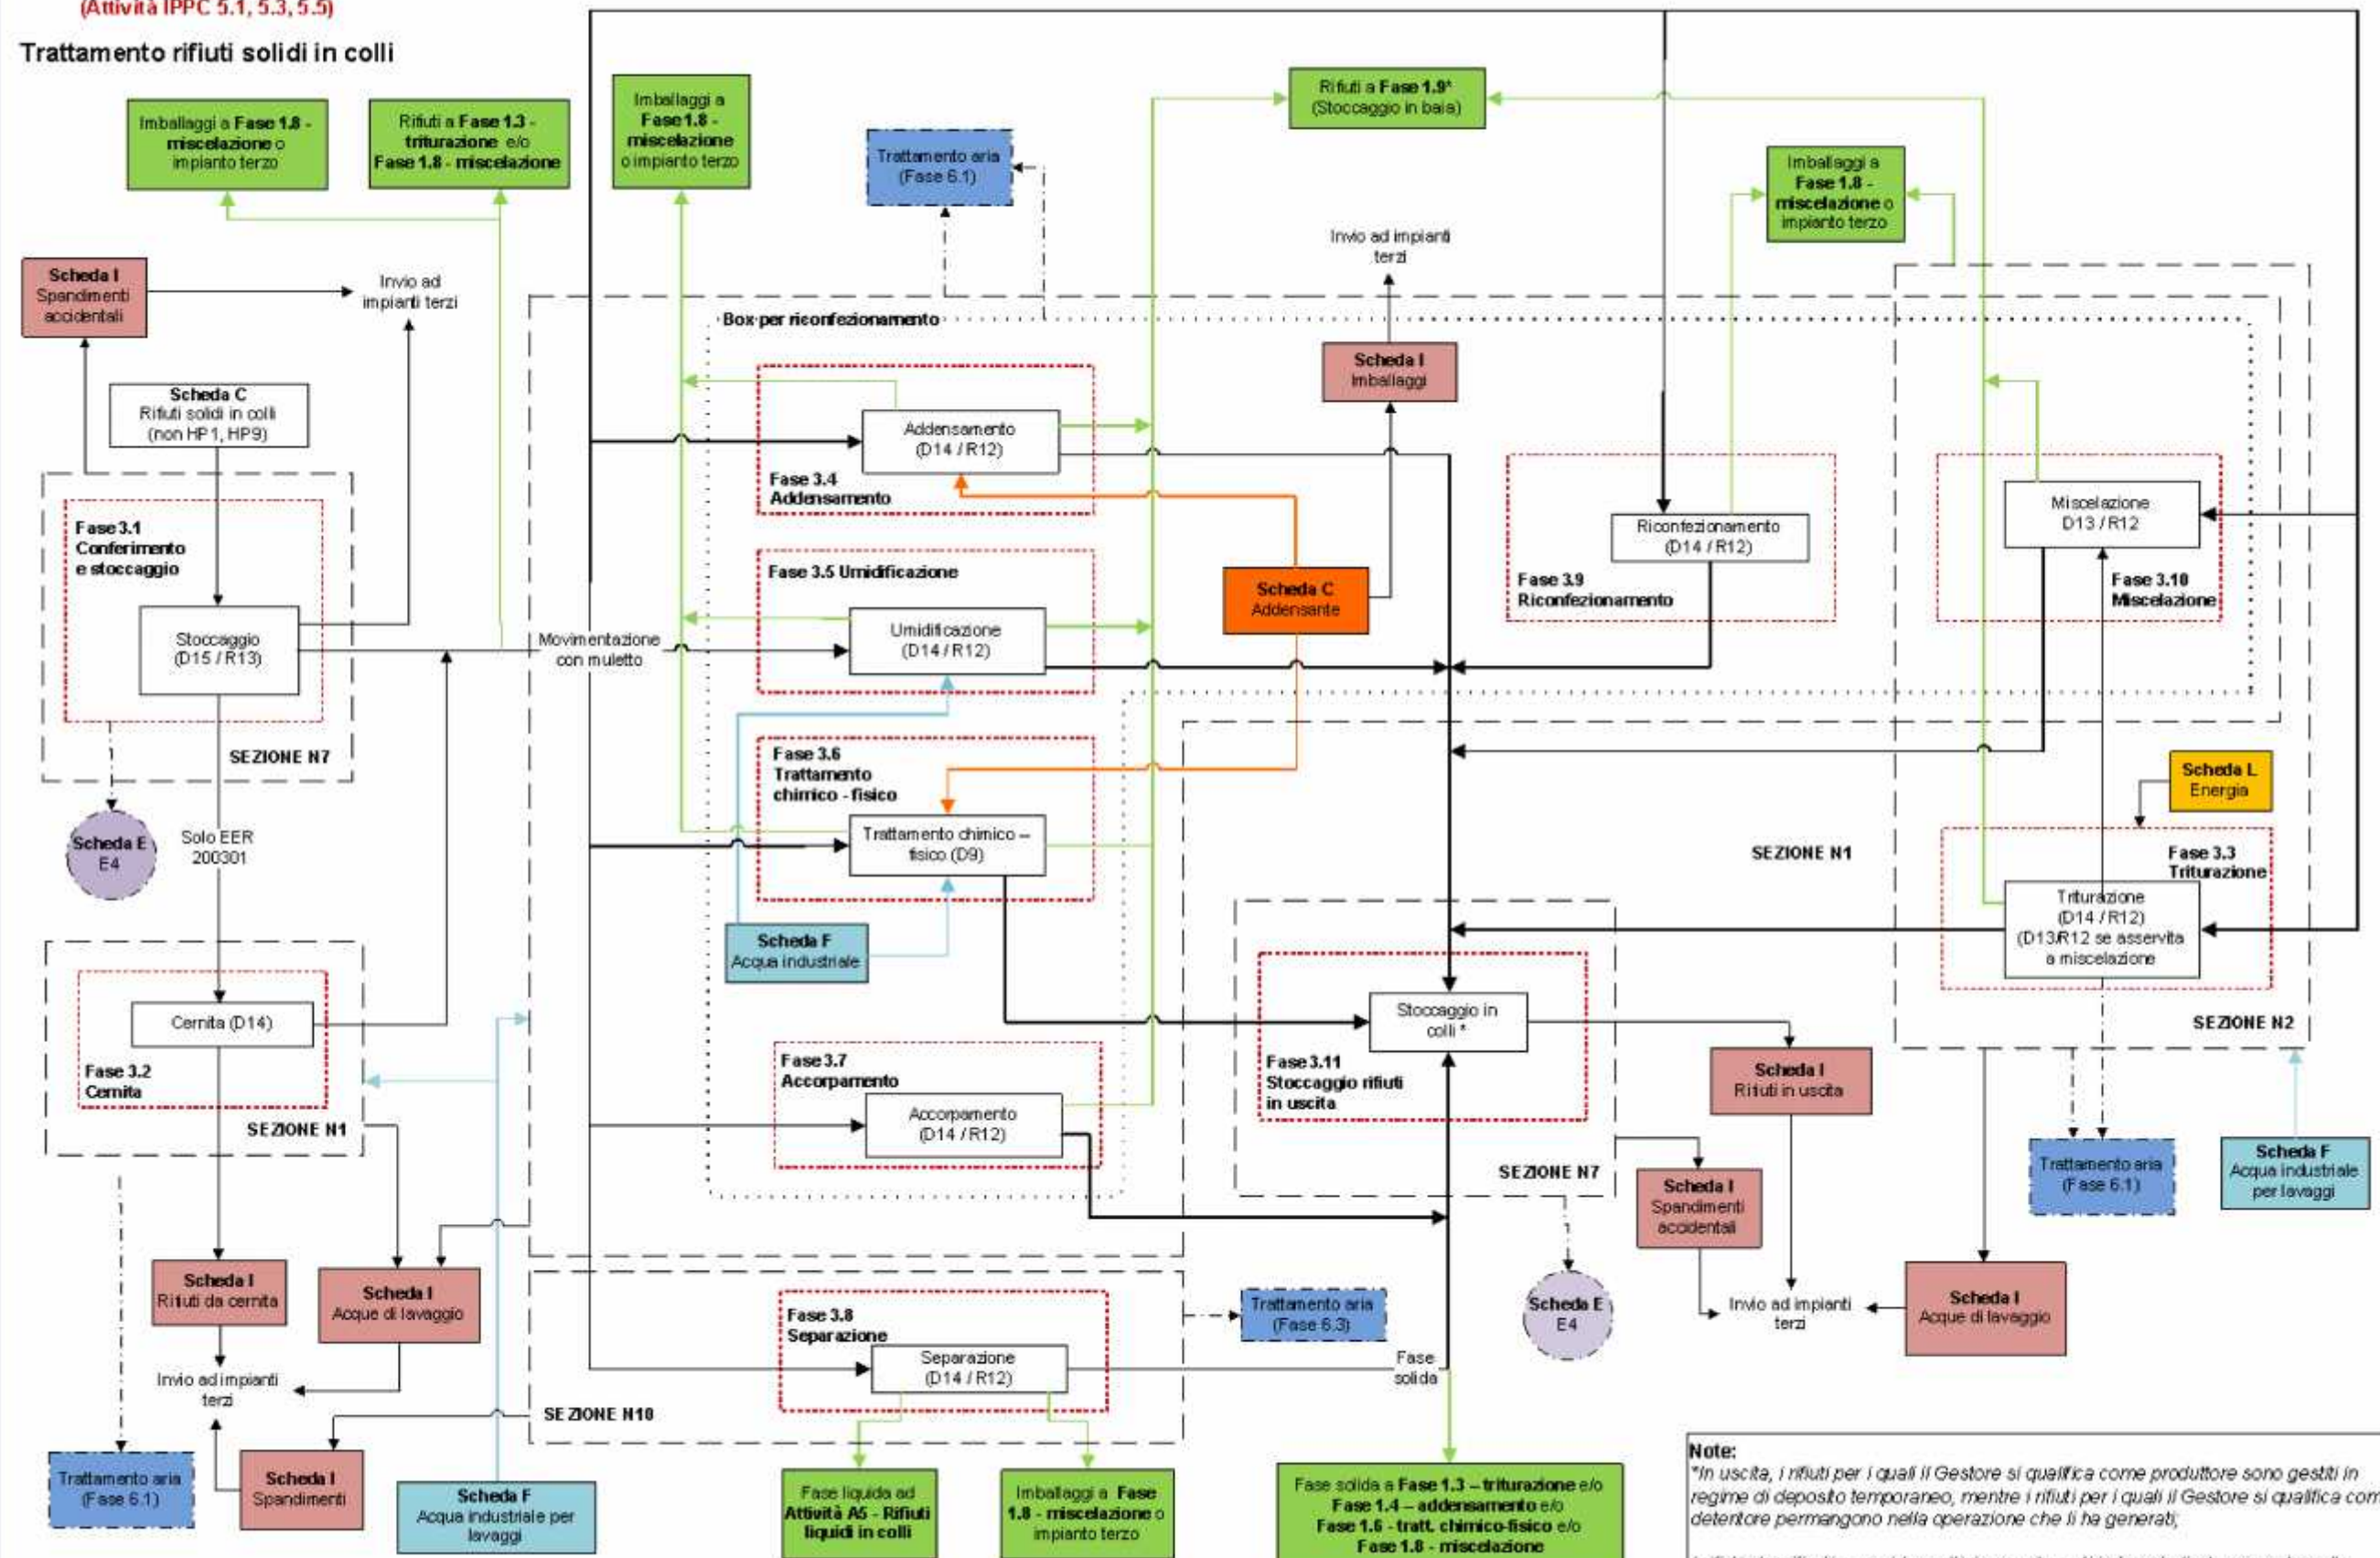 (Attività IPPC 5.1, 5.3, 5.5)
Trattamento rifiuti solidi in colli
Imballaggi a Fase 1.8 -
miscelazione o
impianto terzo
Rifiuti a Fase 1.3 -
triturazione e/o
Fase 1.8 - miscelazione
Imballaggi a
Fase 1.8 -
miscelazione
o impianto terzo
Trattamento aria
(Fase 6.1)
Rifiuti a Fase 1.9*
(Stoccaggio in baia)
Imballaggi a
Fase 1.8 -
miscelazione o
impianto terzo
Invio ad impianti
terzi
Scheda I
Spandimenti
accidentali
Invio ad
impianti terzi
Box per riconfezionamento
Scheda I
Imballaggi
Scheda C
Rifiuti solidi in colli
(non HP1, HP9)
Addensamento
(D14 / R12)
Fase 3.4
Addensamento
Fase 3.1
Conferimento
e stoccaggio
Stoccaggio
(D15 / R13)
SEZIONE N7
Movimentazione
con muletto
Fase 3.5 Umidificazione
Umidificazione
(D14 / R12)
Scheda C
Addensante
Riconfezionamento
(D14 / R12)
Fase 3.9
Riconfezionamento
Miscelazione
D13 / R12
Fase 3.10
Miscelazione
Scheda E
E4
Solo EER
200301
Fase 3.6
Trattamento
chimico - fisico
Trattamento chimico –
fisico (D9)
Scheda F
Acqua industriale
SEZIONE N1
Scheda L
Energia
Fase 3.3
Triturazione
Triturazione
(D14 / R12)
(D13/R12 se asservita
a miscelazione
SEZIONE N2
Cernita (D14)
Fase 3.2
Cernita
SEZIONE N1
Fase 3.7
Accorpamento
Accorpamento
(D14 / R12)
Stoccaggio in
colli *
Fase 3.11
Stoccaggio rifiuti
in uscita
SEZIONE N7
Scheda I
Rifiuti in uscita
Scheda I
Spandimenti
accidentali
Trattamento aria
(Fase 6.1)
Scheda F
Acqua industriale
per lavaggi
Scheda I
Rifiuti da cernita
Scheda I
Acque di lavaggio
Invio ad impianti
terzi
Fase 3.8
Separazione
Separazione
(D14 / R12)
SEZIONE N10
Trattamento aria
(Fase 6.3)
Fase
solida
Scheda E
E4
Invio ad impianti
terzi
Scheda I
Acque di lavaggio
Trattamento aria
(Fase 6.1)
Scheda I
Spandimenti
Scheda F
Acqua industriale per
lavaggi
Fase liquida ad
Attività A5 - Rifiuti
liquidi in colli
Imballaggi a Fase
1.8 - miscelazione o
impianto terzo
Fase solida a Fase 1.3 – triturazione e/o
Fase 1.4 – addensamento e/o
Fase 1.6 - tratt. chimico-fisico e/o
Fase 1.8 - miscelazione
Note:
*In uscita, i rifiuti per i quali il Gestore si qualifica come produttore sono gestiti in
regime di deposito temporaneo, mentre i rifiuti per i quali il Gestore si qualifica com
detentore permangono nella operazione che li ha generati;